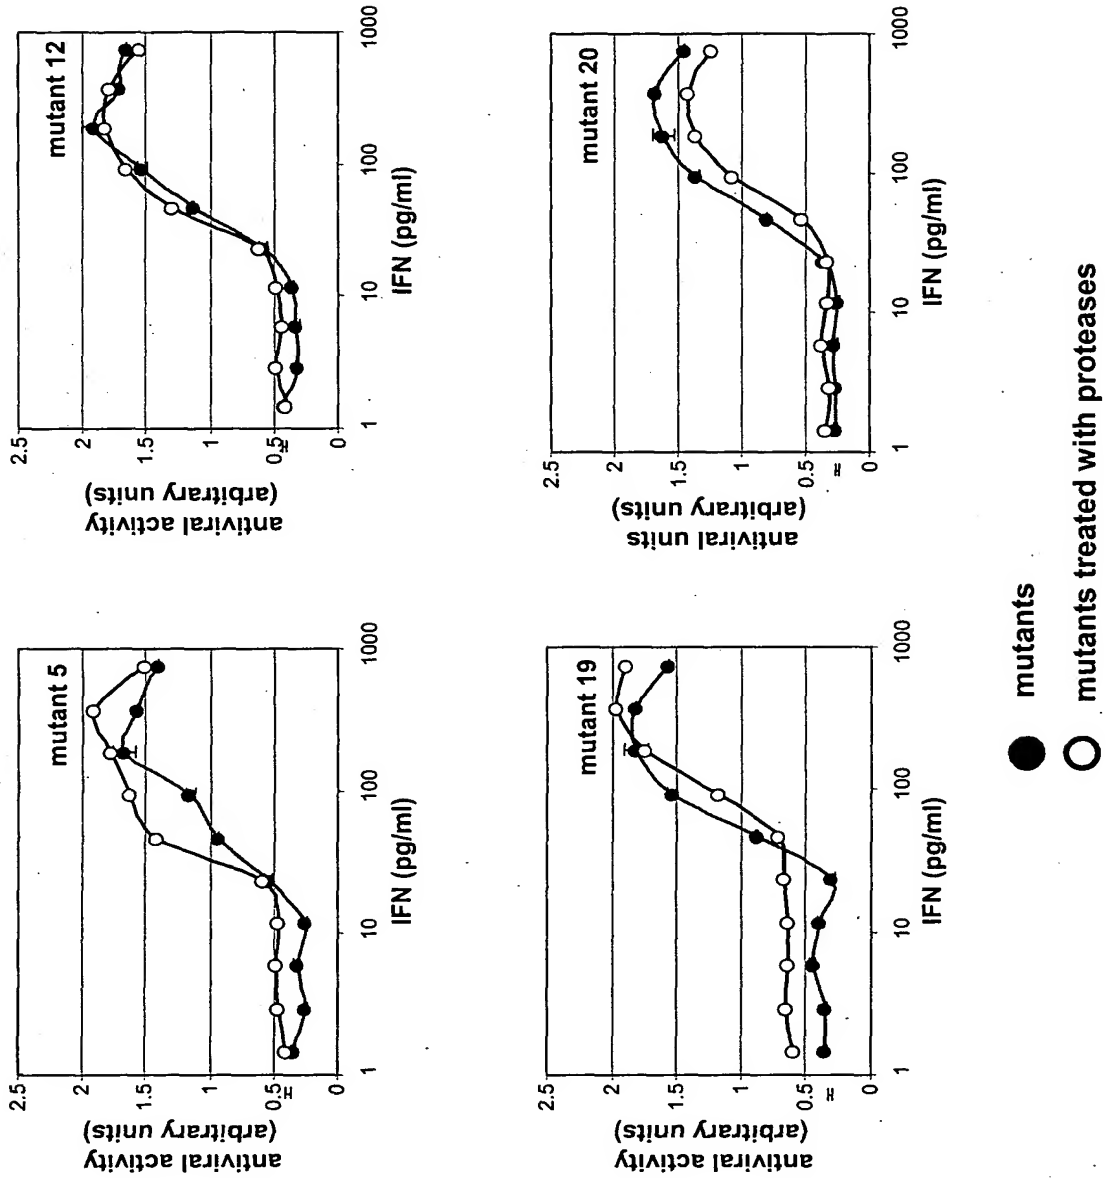 mutant 5
antiviral activity
(arbitrary units)
2.5
2
1.5
1
0.5
0
1 10 100 1000
IFN (pg/ml)
mutant 12
antiviral activity
(arbitrary units)
2.5
2
1.5
1
0.5
0
1 10 100 1000
IFN (pg/ml)
mutant 19
antiviral activity
(arbitrary units)
2.5
2
1.5
1
0.5
0
1 10 100 1000
IFN (pg/ml)
mutant 20
antiviral units
(arbitrary units)
2.5
2
1.5
1
0.5
0
1 10 100 1000
IFN (pg/ml)
mutants
mutants treated with proteases